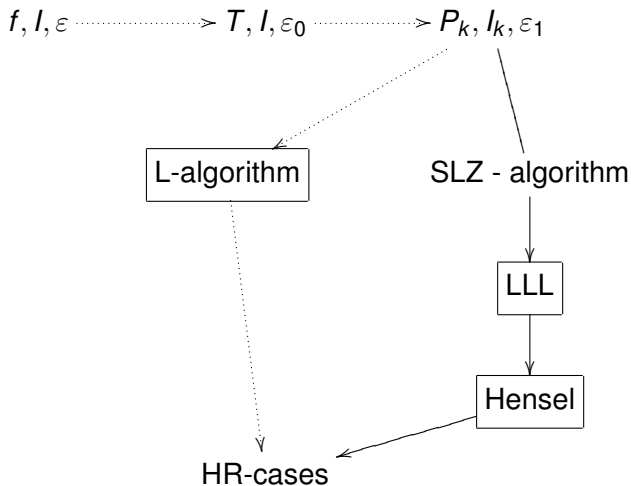 f, I, ε T, I, ε₀ Pₖ, Iₖ, ε₁
L-algorithm SLZ - algorithm
LLL
Hensel
HR-cases